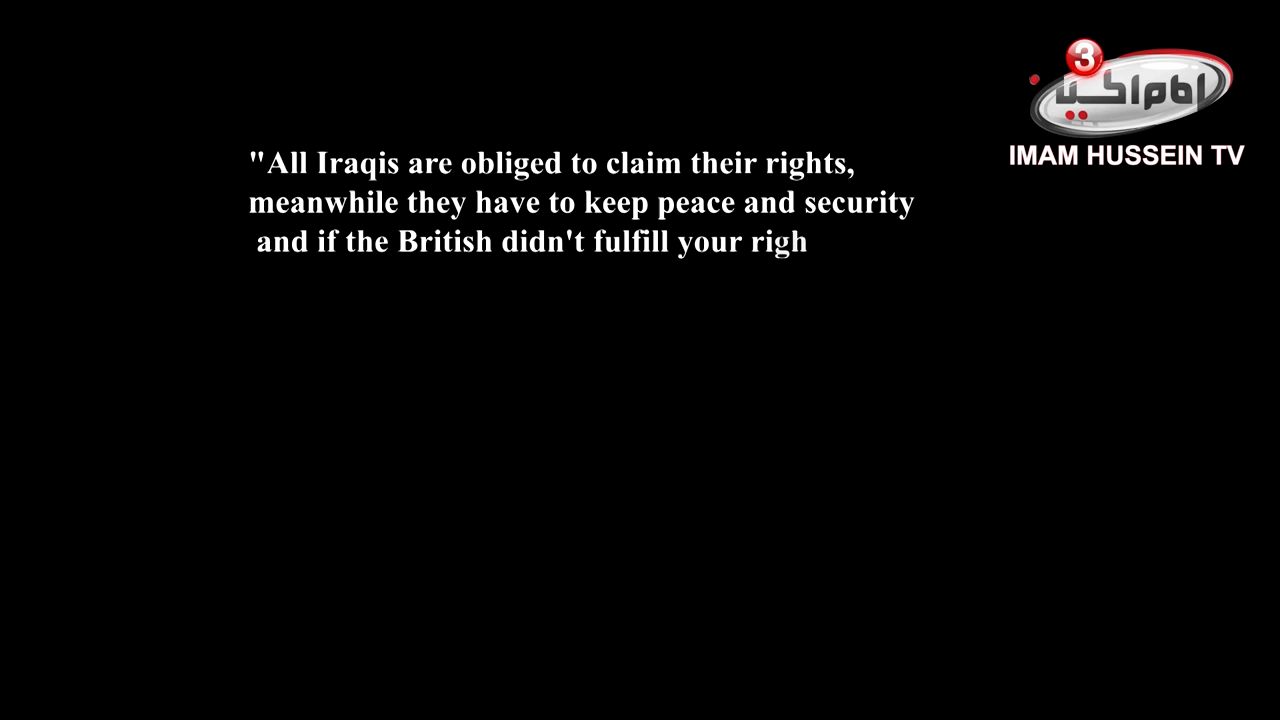 "All Iraqis are obliged to claim their rights,
meanwhile they have to keep peace and security
and if the British didn't fulfill your righ
3
IMAM HUSSEIN TV